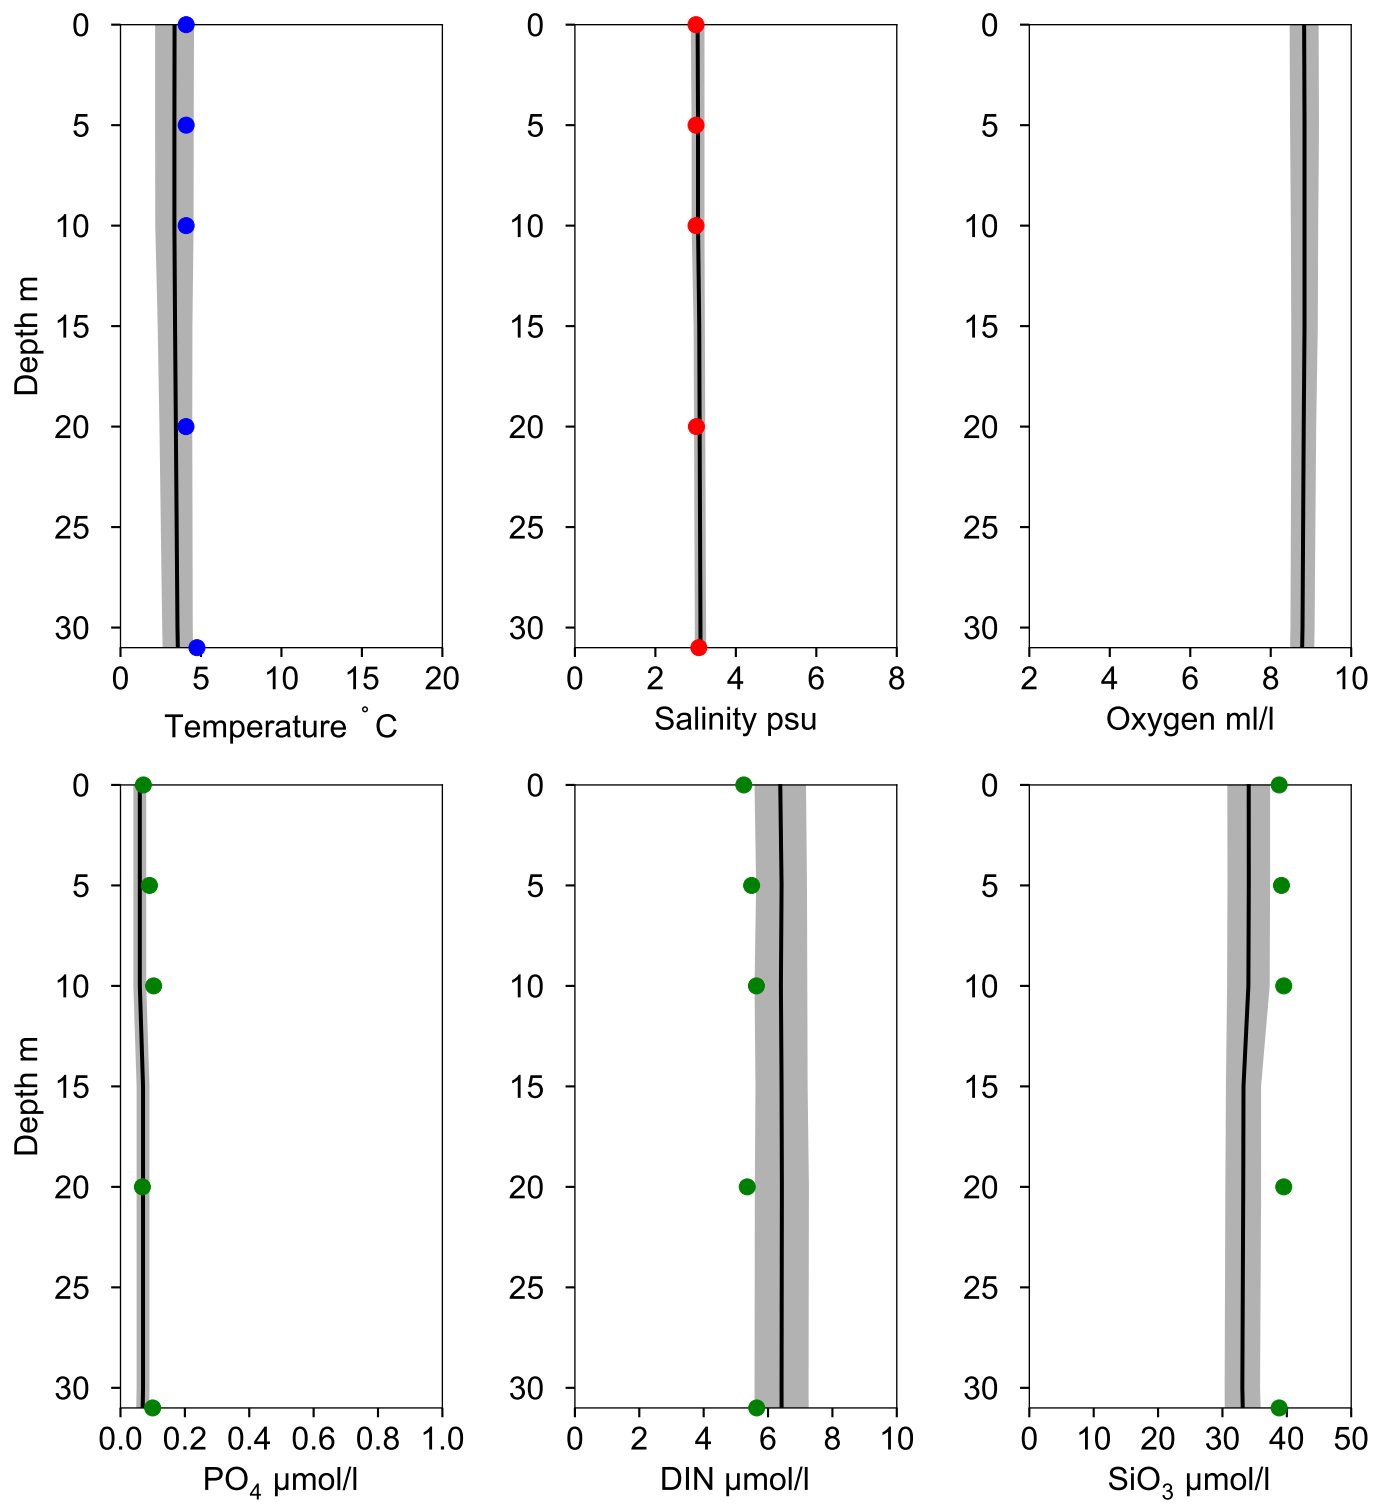 0 0 0
5 5 5
10 10 10
15 15 15
20 20 20
25 25 25
30 30 30
Depth m
0 5 10 15 20 0 2 4 6 8 2 4 6 8 10
Temperature °C Salinity psu Oxygen ml/l
0 0 0
5 5 5
10 10 10
15 15 15
20 20 20
25 25 25
30 30 30
Depth m
0.0 0.2 0.4 0.6 0.8 1.0 0 2 4 6 8 10 0 10 20 30 40 50
PO₄ µmol/l DIN µmol/l SiO₃ µmol/l